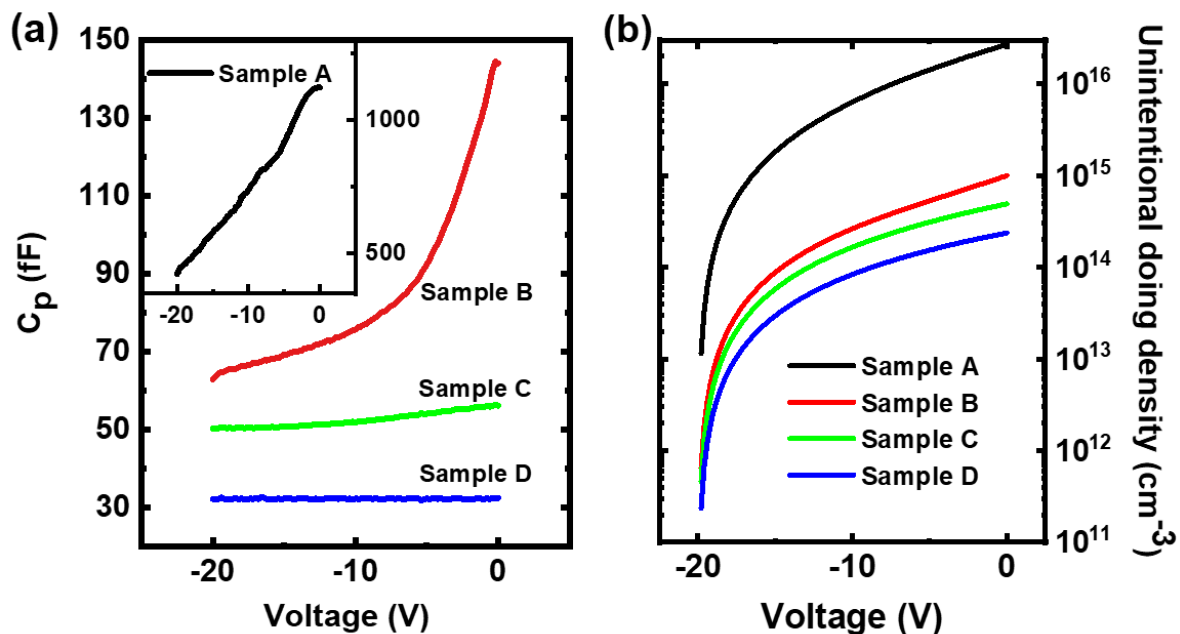 (a)
150
130
110
90
70
50
30
Cp (fF)
-20
-10
0
Voltage (V)
Sample A
1000
500
-20
-10
0
Sample B
Sample C
Sample D
(b)
10^16
10^15
10^14
10^13
10^12
10^11
Unintentional doing density (cm^-3)
Sample A
Sample B
Sample C
Sample D
-20
-10
0
Voltage (V)